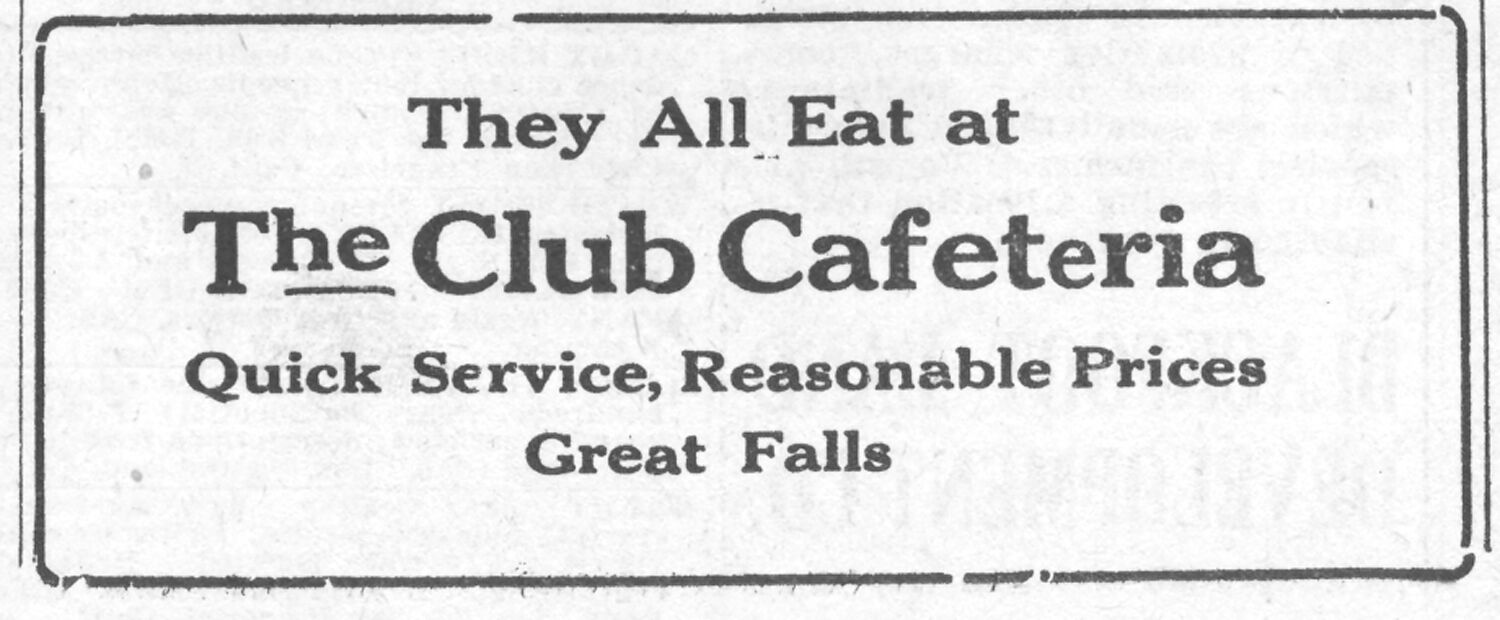 They All Eat at
The Club Cafeteria
Quick Service, Reasonable Prices
Great Falls